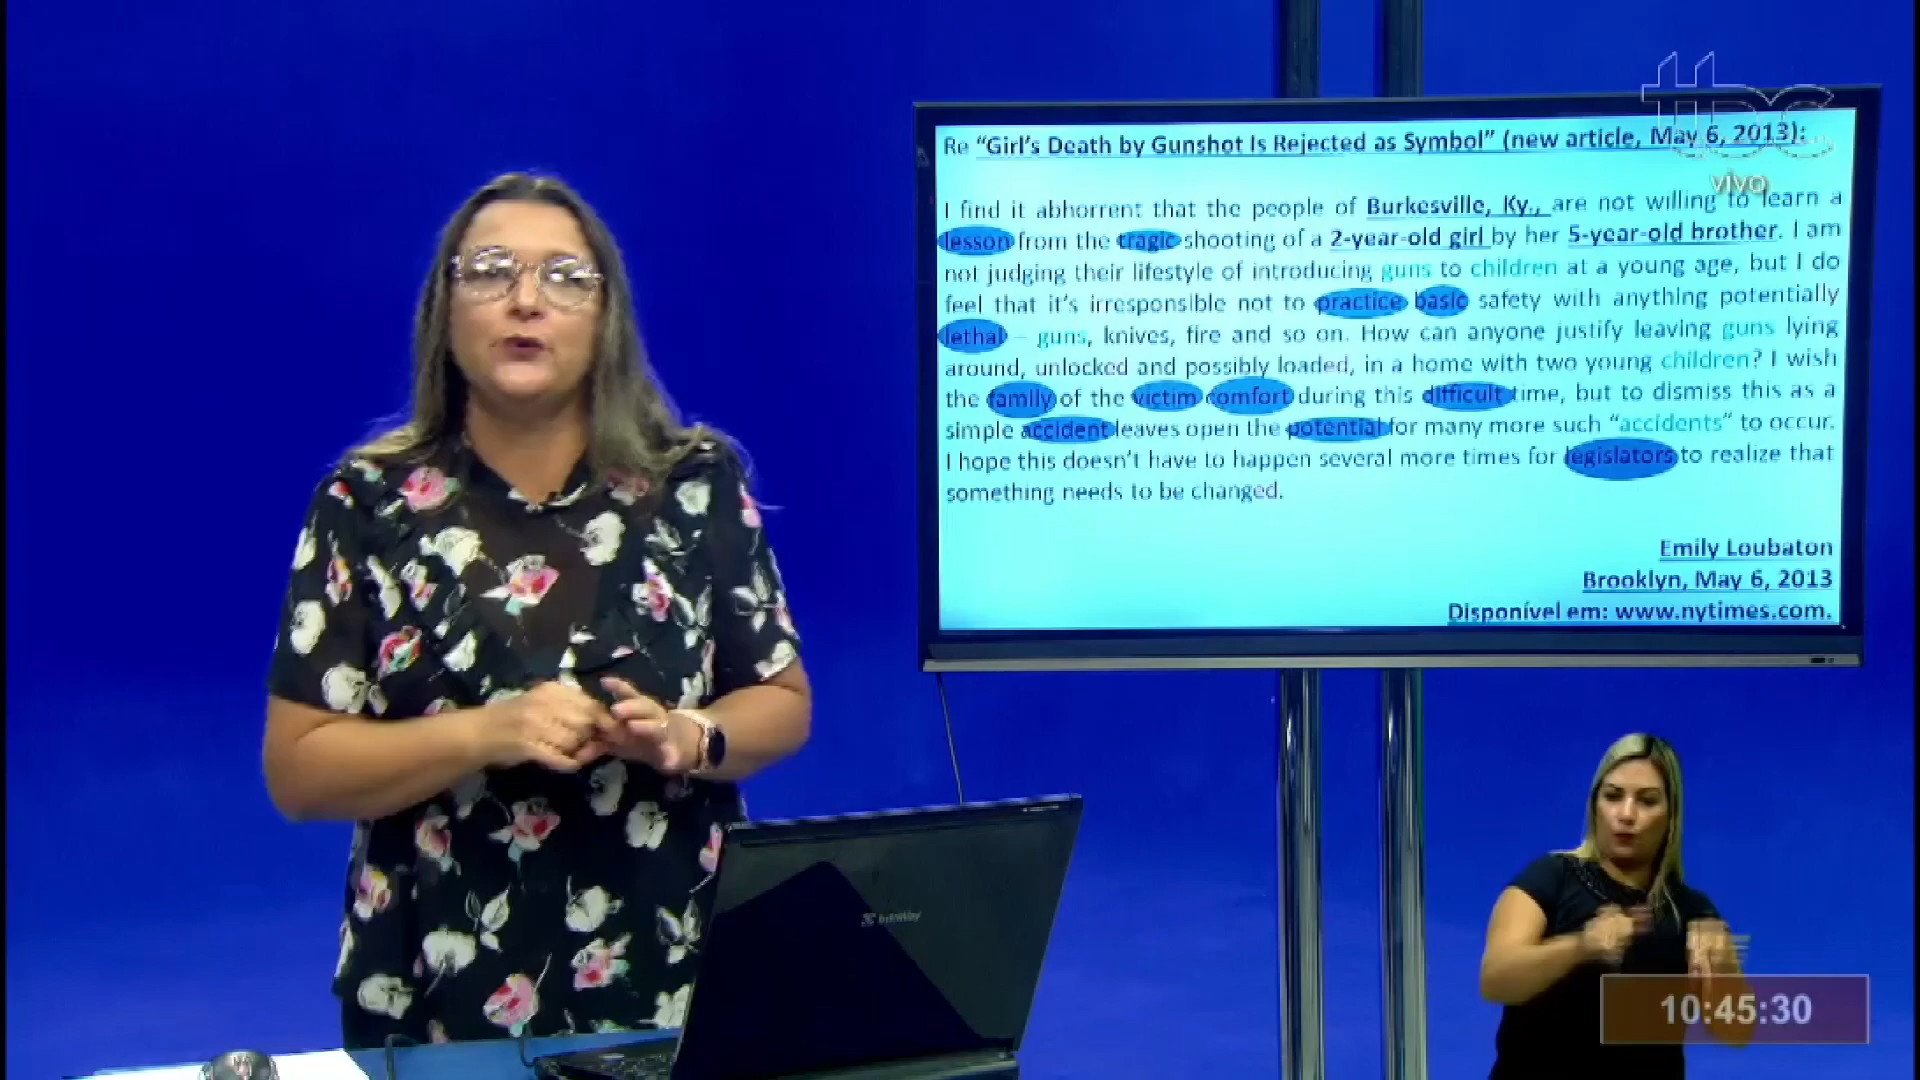 tbc
vivo
Re “Girl’s Death by Gunshot Is Rejected as Symbol” (new article, May 6, 2013):
I find it abhorrent that the people of Burkesville, Ky., are not willing to learn a
lesson from the tragic shooting of a 2-year-old girl by her 5-year-old brother. I am
not judging their lifestyle of introducing guns to children at a young age, but I do
feel that it’s irresponsible not to practice basic safety with anything potentially
lethal – guns, knives, fire and so on. How can anyone justify leaving guns lying
around, unlocked and possibly loaded, in a home with two young children? I wish
the family of the victim comfort during this difficult time, but to dismiss this as a
simple accident leaves open the potential for many more such “accidents” to occur.
I hope this doesn’t have to happen several more times for legislators to realize that
something needs to be changed.
Emily Loubaton
Brooklyn, May 6, 2013
Disponível em: www.nytimes.com.
10:45:30